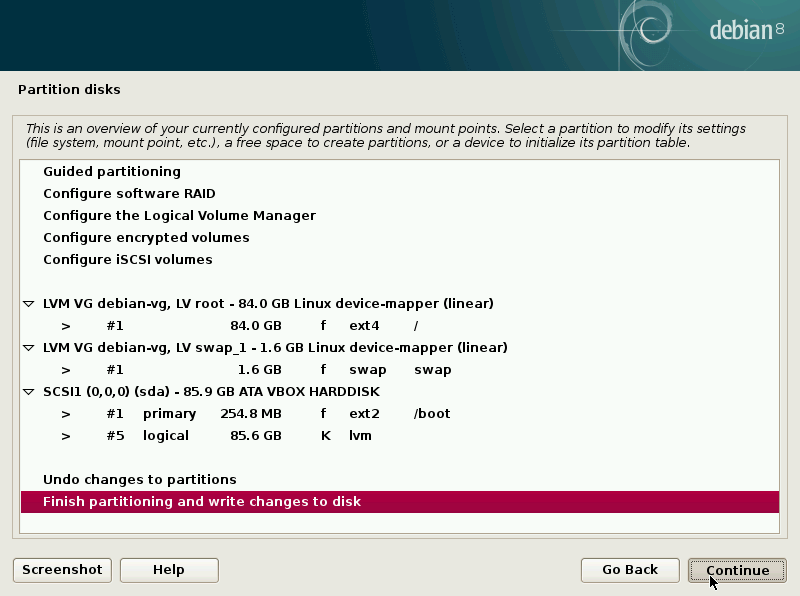 debian 8
Partition disks
This is an overview of your currently configured partitions and mount points. Select a partition to modify its settings
(file system, mount point, etc.), a free space to create partitions, or a device to initialize its partition table.
Guided partitioning
Configure software RAID
Configure the Logical Volume Manager
Configure encrypted volumes
Configure iSCSI volumes
LVM VG debian-vg, LV root - 84.0 GB Linux device-mapper (linear)
> #1 84.0 GB f ext4 /
LVM VG debian-vg, LV swap_1 - 1.6 GB Linux device-mapper (linear)
> #1 1.6 GB f swap swap
SCSI1 (0,0,0) (sda) - 85.9 GB ATA VBOX HARDDISK
> #1 primary 254.8 MB f ext2 /boot
> #5 logical 85.6 GB K lvm
Undo changes to partitions
Finish partitioning and write changes to disk
Screenshot Help Go Back Continue